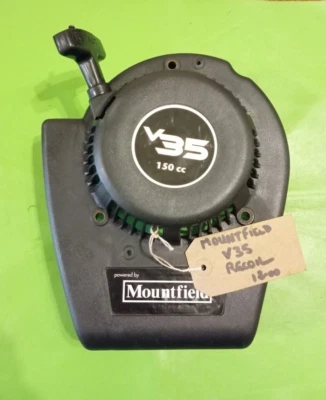 V35
150 cc
powered by
Mountfield
MOUNTFIELD
V35
RECOIL
18.00